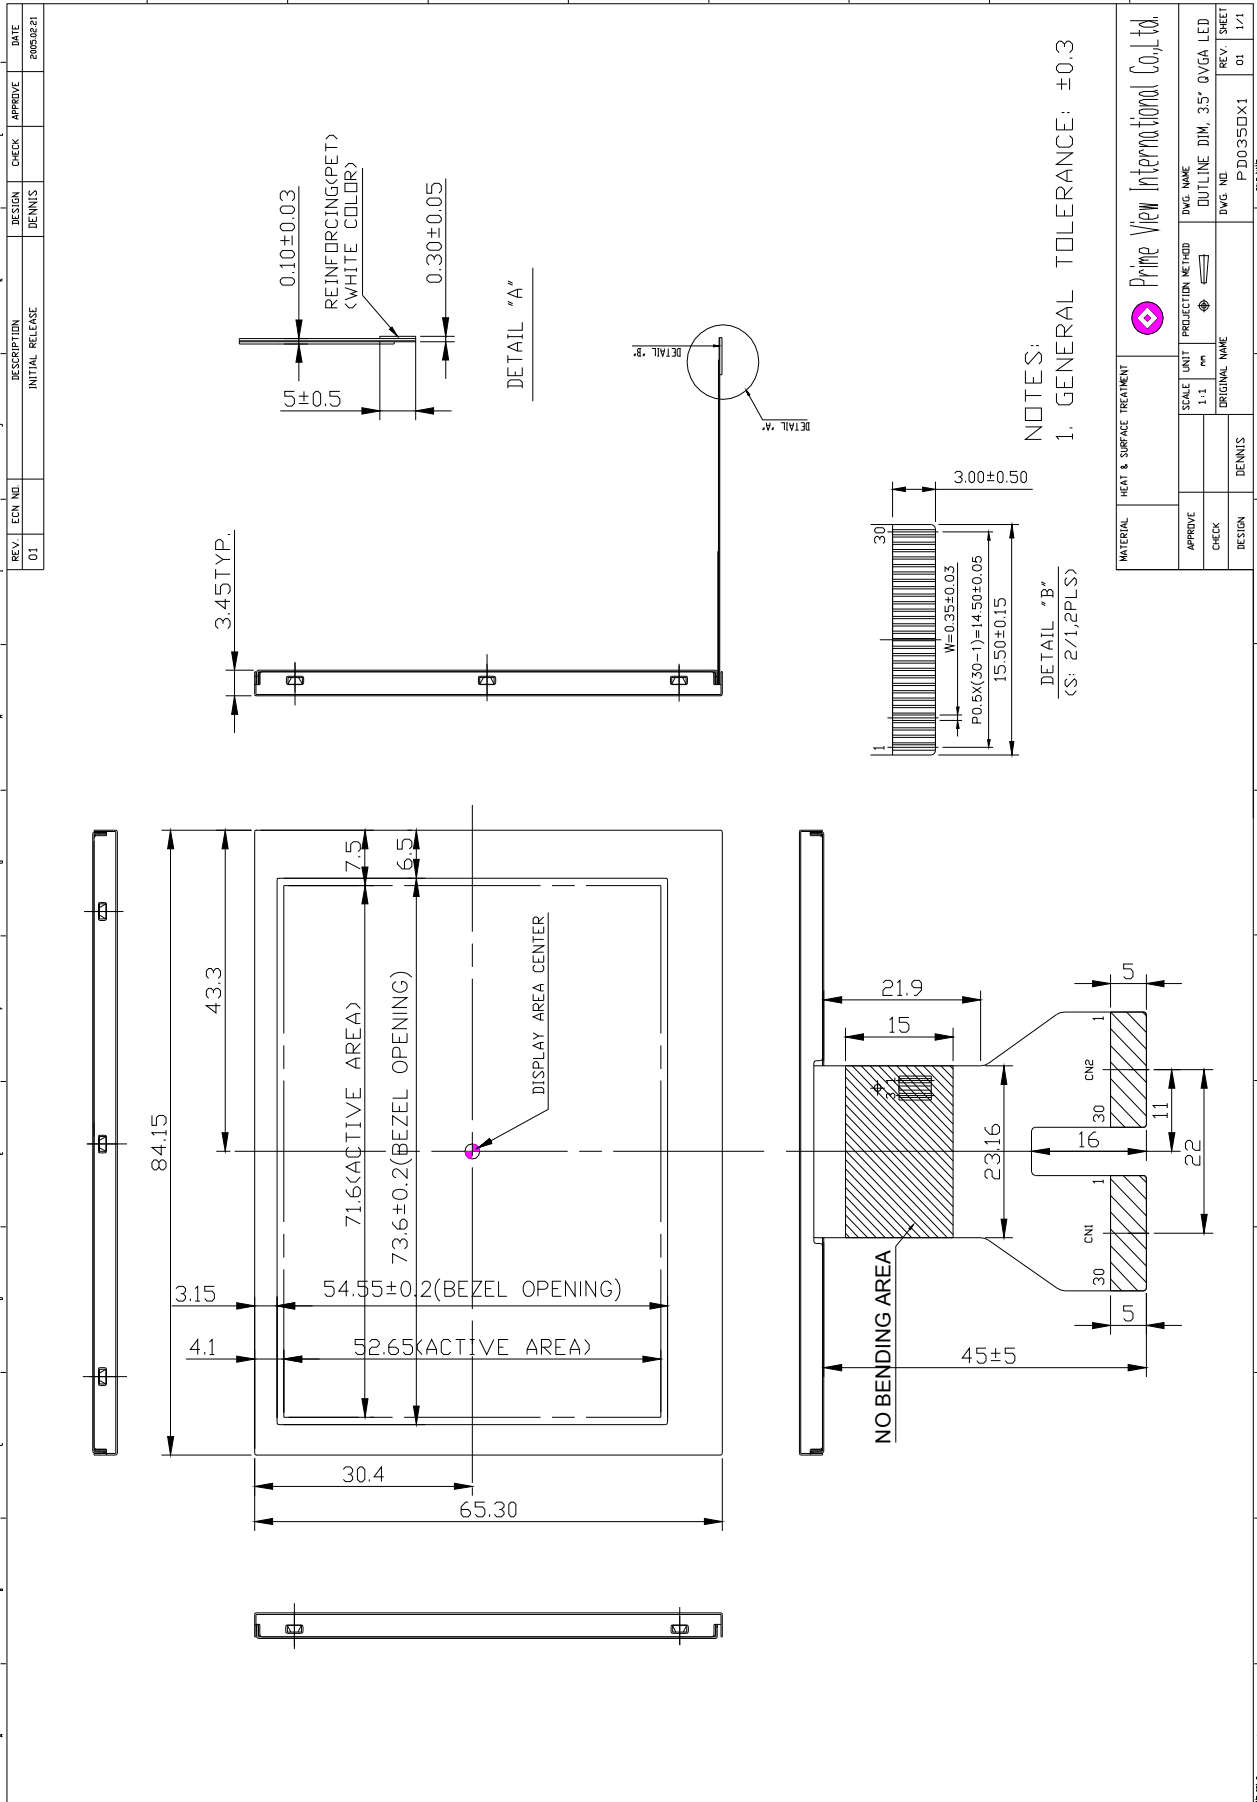 REV.
ECN NO.
DESCRIPTION
DESIGN
CHECK
APPROVE
DATE
01
INITIAL RELEASE
DENNIS
2005.02.21
3.45TYP.
0.10±0.03
REINFORCING(PET)
(WHITE COLOR)
0.30±0.05
5±0.5
DETAIL "A"
DETAIL "B"
DETAIL "A"
3.00±0.50
30
1
W=0.35±0.03
P0.5X(30-1)=14.50±0.05
15.50±0.15
DETAIL "B"
(S: 2/1,2PLS)
NOTES:
1. GENERAL TOLERANCE: ±0.3
84.15
43.3
7.5
6.5
71.6(ACTIVE AREA)
73.6±0.2(BEZEL OPENING)
DISPLAY AREA CENTER
3.15
54.55±0.2(BEZEL OPENING)
4.1
52.65(ACTIVE AREA)
30.4
65.30
21.9
15
5
3
1
23.16
CN2
1
30
16
11
22
CN1
1
30
5
45±5
NO BENDING AREA
MATERIAL
HEAT & SURFACE TREATMENT
Prime View International Co.,Ltd.
APPROVE
CHECK
DESIGN
DENNIS
SCALE
1:1
UNIT
mm
PROJECTION METHOD
ORIGINAL NAME
DWG. NAME
OUTLINE DIM, 3.5" QVGA LED
DWG. NO.
PD035OX1
REV.
01
SHEET
1/1